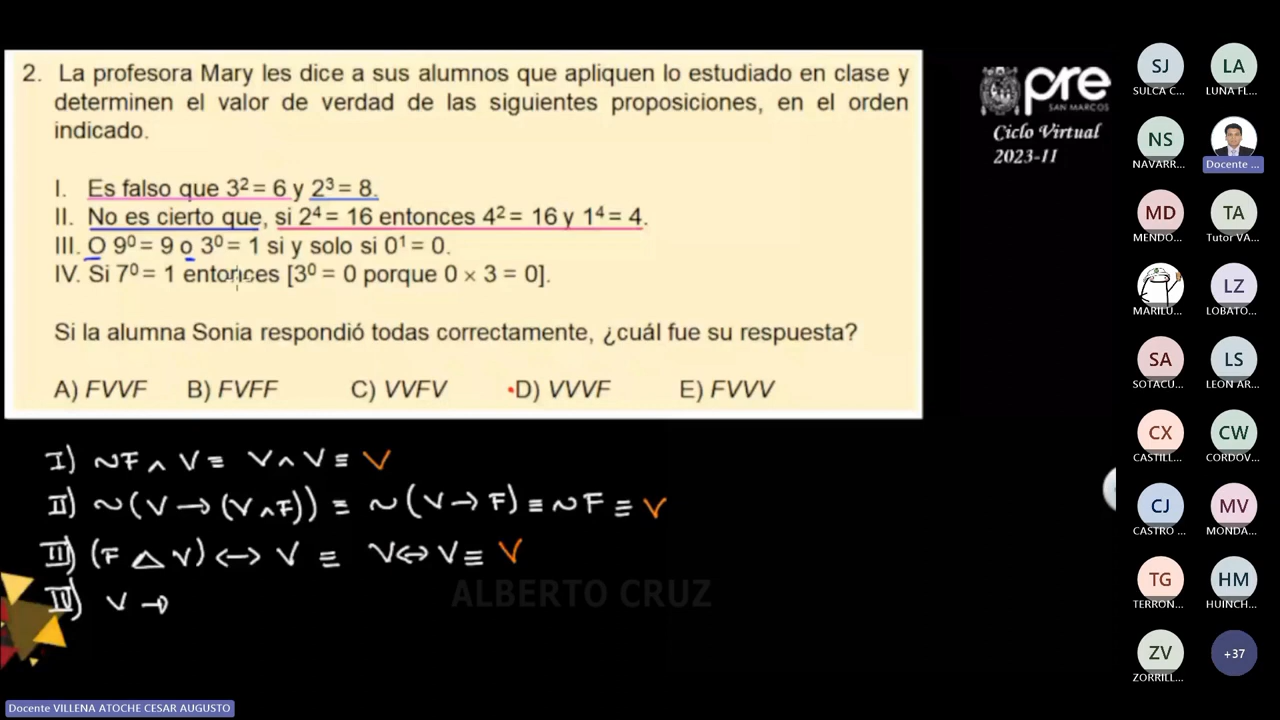 2. La profesora Mary les dice a sus alumnos que apliquen lo estudiado en clase y
determinen el valor de verdad de las siguientes proposiciones, en el orden
indicado.
I. Es falso que 3² = 6 y 2³ = 8.
II. No es cierto que, si 2⁴ = 16 entonces 4² = 16 y 1⁴ = 4.
III. O 9⁰ = 9 o 3⁰ = 1 si y solo si 0¹ = 0.
IV. Si 7⁰ = 1 entonces [3⁰ = 0 porque 0 × 3 = 0].
Si la alumna Sonia respondió todas correctamente, ¿cuál fue su respuesta?
A) FVVF B) FVFF C) VVFV D) VVVF E) FVVV
I) ~F ∧ V ≡ V ∧ V ≡ V
II) ~(V → (V ∧ F)) ≡ ~(V → F) ≡ ~F ≡ V
III) (F △ V) ↔ V ≡ V ↔ V ≡ V
IV) V →
ALBERTO CRUZ
Docente VILLENA ATOCHE CESAR AUGUSTO
pre
SAN MARCOS
Ciclo Virtual
2023-II
SJ LA
SULCA C... LUNA FL...
NS
NAVARR... Docente ...
MD TA
MENDO... Tutor VA...
LZ
MARILÚ... LOBATO...
SA LS
SOTACU... LEON AR...
CX CW
CASTILL... CORDOV...
CJ MV
CASTRO ... MONDA...
TG HM
TERRON... HUINCH...
ZV +37
ZORRILL...